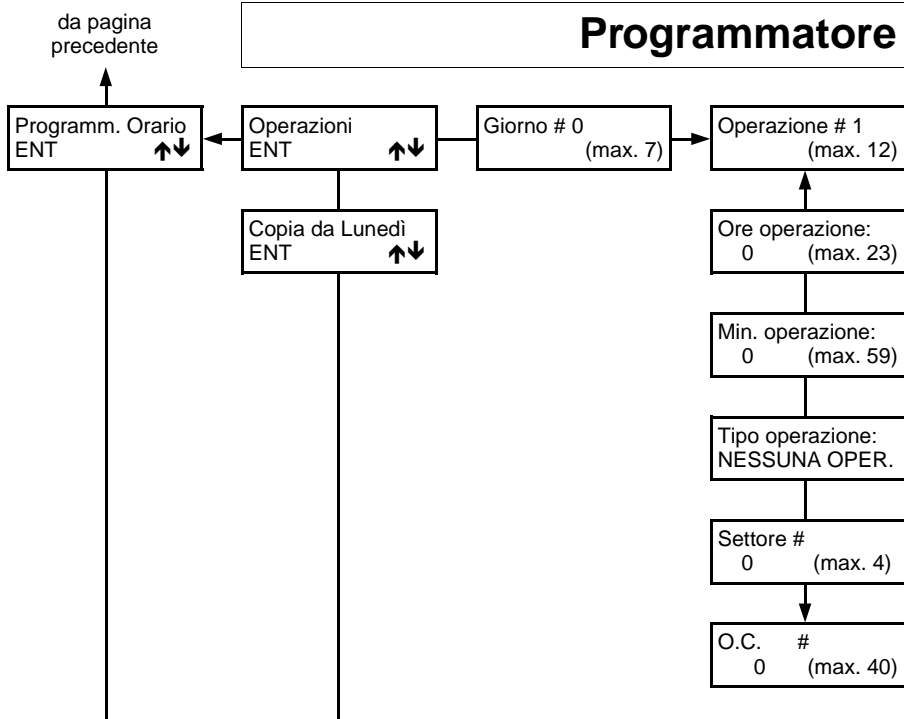 da pagina
precedente
Programmatore
Programm. Orario
ENT
Operazioni
ENT
Giorno # 0
(max. 7)
Operazione # 1
(max. 12)
Copia da Lunedì
ENT
Ore operazione:
0 (max. 23)
Min. operazione:
0 (max. 59)
Tipo operazione:
NESSUNA OPER.
Settore #
0 (max. 4)
O.C. #
0 (max. 40)